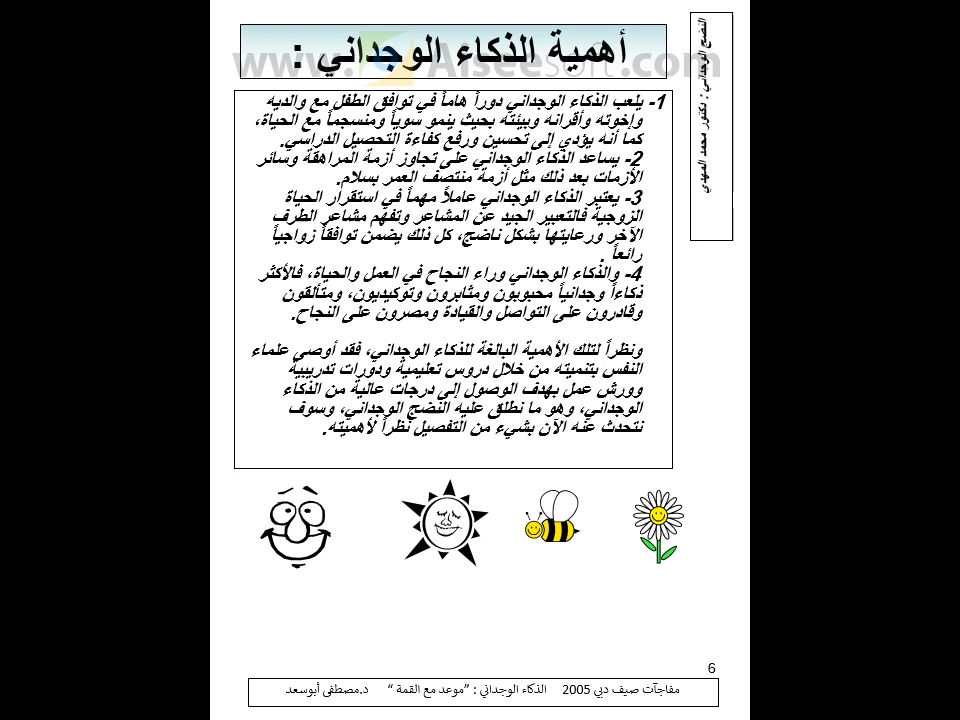 أهمية الذكاء الوجداني :
www.Aiseesoft.com
النضج الوجداني : دكتور محمد المهدي
1- يلعب الذكاء الوجداني دوراً هاماً في توافق الطفل مع والديه
وإخوته وأقرانه وبيئته بحيث ينمو سوياً ومنسجماً مع الحياة،
كما أنه يؤدي إلى تحسين ورفع كفاءة التحصيل الدراسي.
2- يساعد الذكاء الوجداني على تجاوز أزمة المراهقة وسائر
الأزمات بعد ذلك مثل أزمة منتصف العمر بسلام.
3- يعتبر الذكاء الوجداني عاملاً مهماً في استقرار الحياة
الزوجية فالتعبير الجيد عن المشاعر وتفهم مشاعر الطرف
الآخر ورعايتها بشكل ناضج، كل ذلك يضمن توافقاً زواجياً
رائعاً .
4- والذكاء الوجداني وراء النجاح في العمل والحياة، فالأكثر
ذكاءاً وجدانياً محبوبون ومثابرون وتوكيديون، ومتألقون
وقادرون على التواصل والقيادة ومصرون على النجاح.
ونظراً لتلك الأهمية البالغة للذكاء الوجداني، فقد أوصى علماء
النفس بتنميته من خلال دروس تعليمية ودورات تدريبية
وورش عمل بهدف الوصول إلى درجات عالية من الذكاء
الوجداني، وهو ما نطلق عليه النضج الوجداني، وسوف
نتحدث عنه الآن بشيء من التفصيل نظراً لأهميته.
6
مفاجآت صيف دبي 2005 الذكاء الوجداني : "موعد مع القمة " د.مصطفى أبوسعد